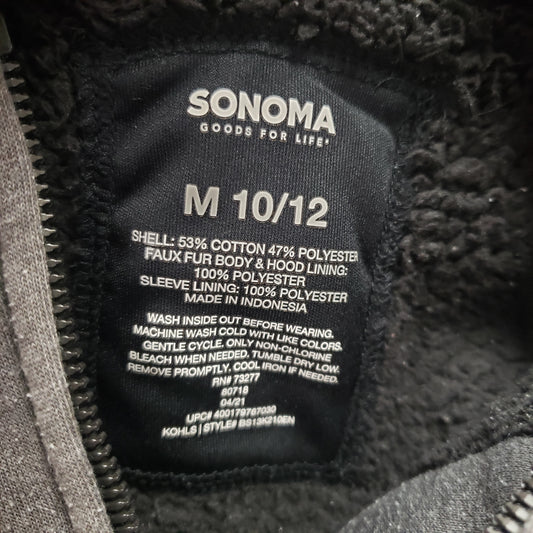 SONOMA
GOODS FOR LIFE®
M 10/12
SHELL: 53% COTTON 47% POLYESTER
FAUX FUR BODY & HOOD LINING:
100% POLYESTER
SLEEVE LINING: 100% POLYESTER
MADE IN INDONESIA
WASH INSIDE OUT BEFORE WEARING.
MACHINE WASH COLD WITH LIKE COLORS.
GENTLE CYCLE. ONLY NON-CHLORINE
BLEACH WHEN NEEDED. TUMBLE DRY LOW.
REMOVE PROMPTLY. COOL IRON IF NEEDED.
RN# 73277
80718
04/21
UPC# 400179767030
KOHLS | STYLE# BS13K210EN